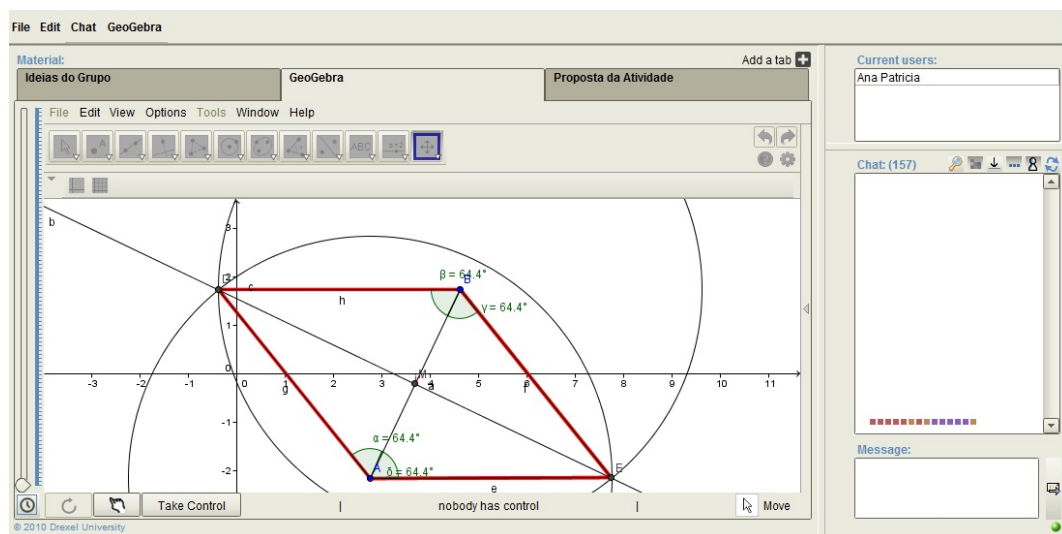 File Edit Chat GeoGebra
Material:
Add a tab
Ideias do Grupo
GeoGebra
Proposta da Atividade
File Edit View Options Tools Window Help
ABC
a=2
b
3
2
1
0
-1
-2
-3 -2 -1 0 1 2 3 4 5 6 7 8 9 10 11
D
c
h
β = 64.4°
B
γ = 64.4°
M
a
g
f
α = 64.4°
A
δ = 64.4°
e
E
Take Control
nobody has control
Move
© 2010 Drexel University
Current users:
Ana Patricia
Chat: (157)
Message: